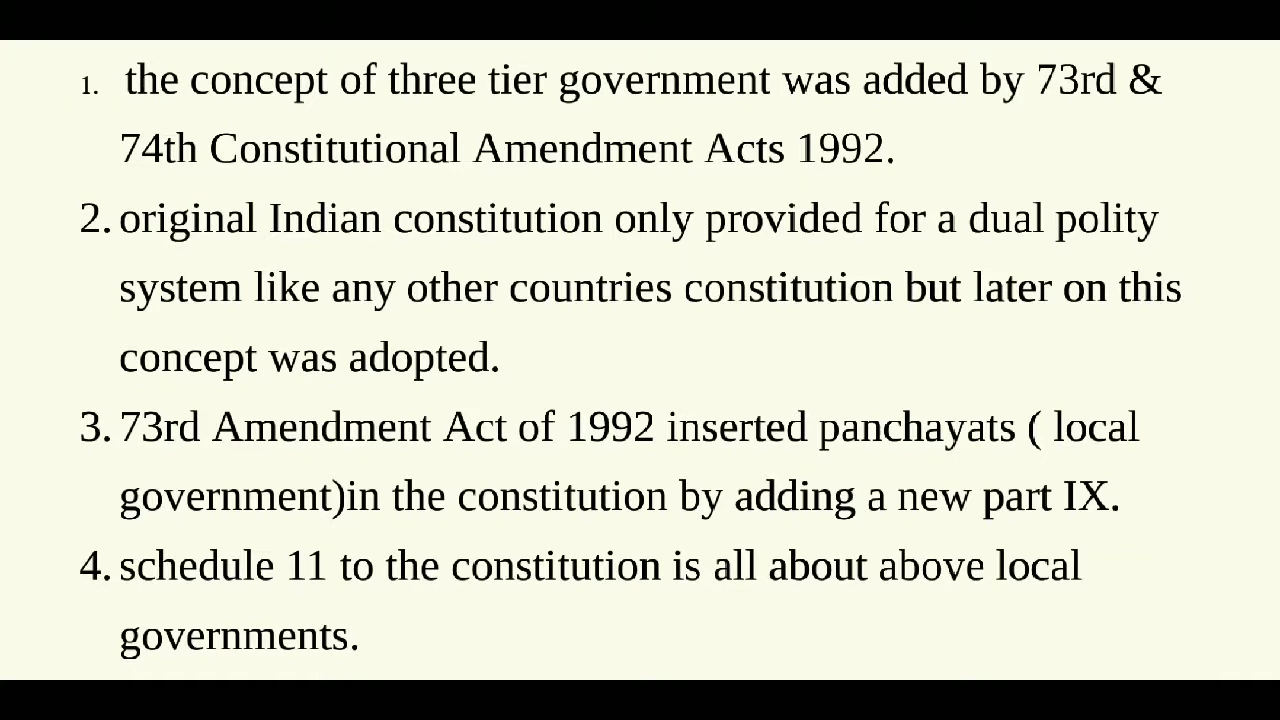 1. the concept of three tier government was added by 73rd &
74th Constitutional Amendment Acts 1992.
2. original Indian constitution only provided for a dual polity
system like any other countries constitution but later on this
concept was adopted.
3. 73rd Amendment Act of 1992 inserted panchayats ( local
government)in the constitution by adding a new part IX.
4. schedule 11 to the constitution is all about above local
governments.